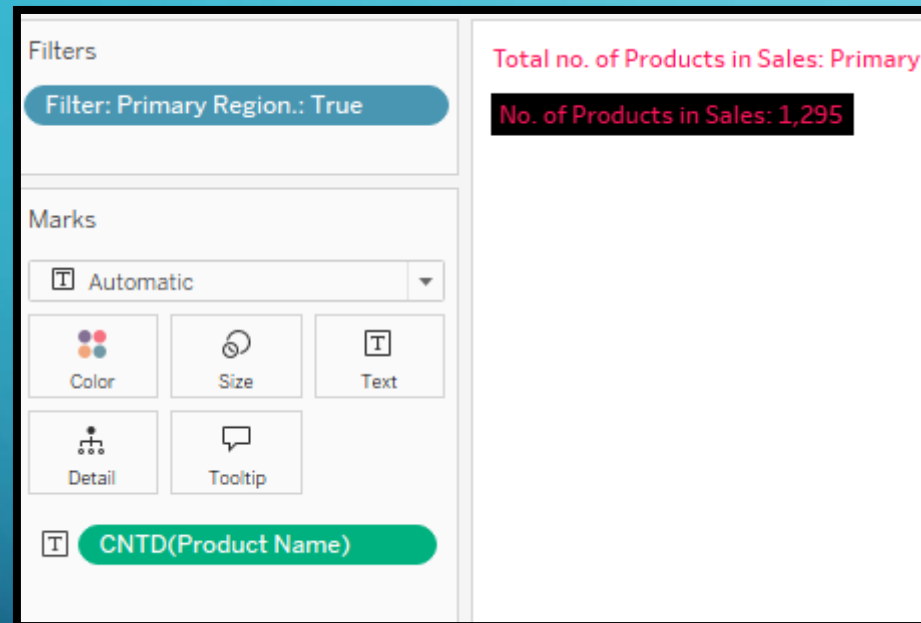 Filters
Filter: Primary Region.: True
Marks
Automatic
Color
Size
Text
Detail
Tooltip
CNTD(Product Name)
Total no. of Products in Sales: Primary
No. of Products in Sales: 1,295